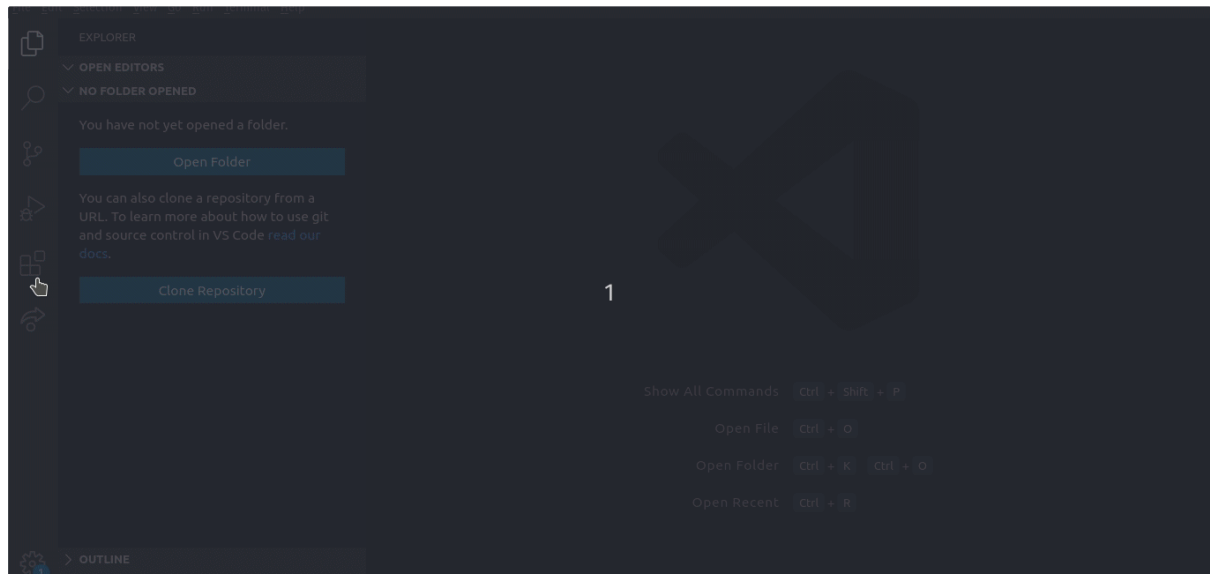 EXPLORER
OPEN EDITORS
NO FOLDER OPENED
You have not yet opened a folder.
Open Folder
You can also clone a repository from a
URL. To learn more about how to use git
and source control in VS Code read our
docs.
Clone Repository
1
Show All Commands Ctrl + Shift + P
Open File Ctrl + O
Open Folder Ctrl + K Ctrl + O
Open Recent Ctrl + R
OUTLINE
1